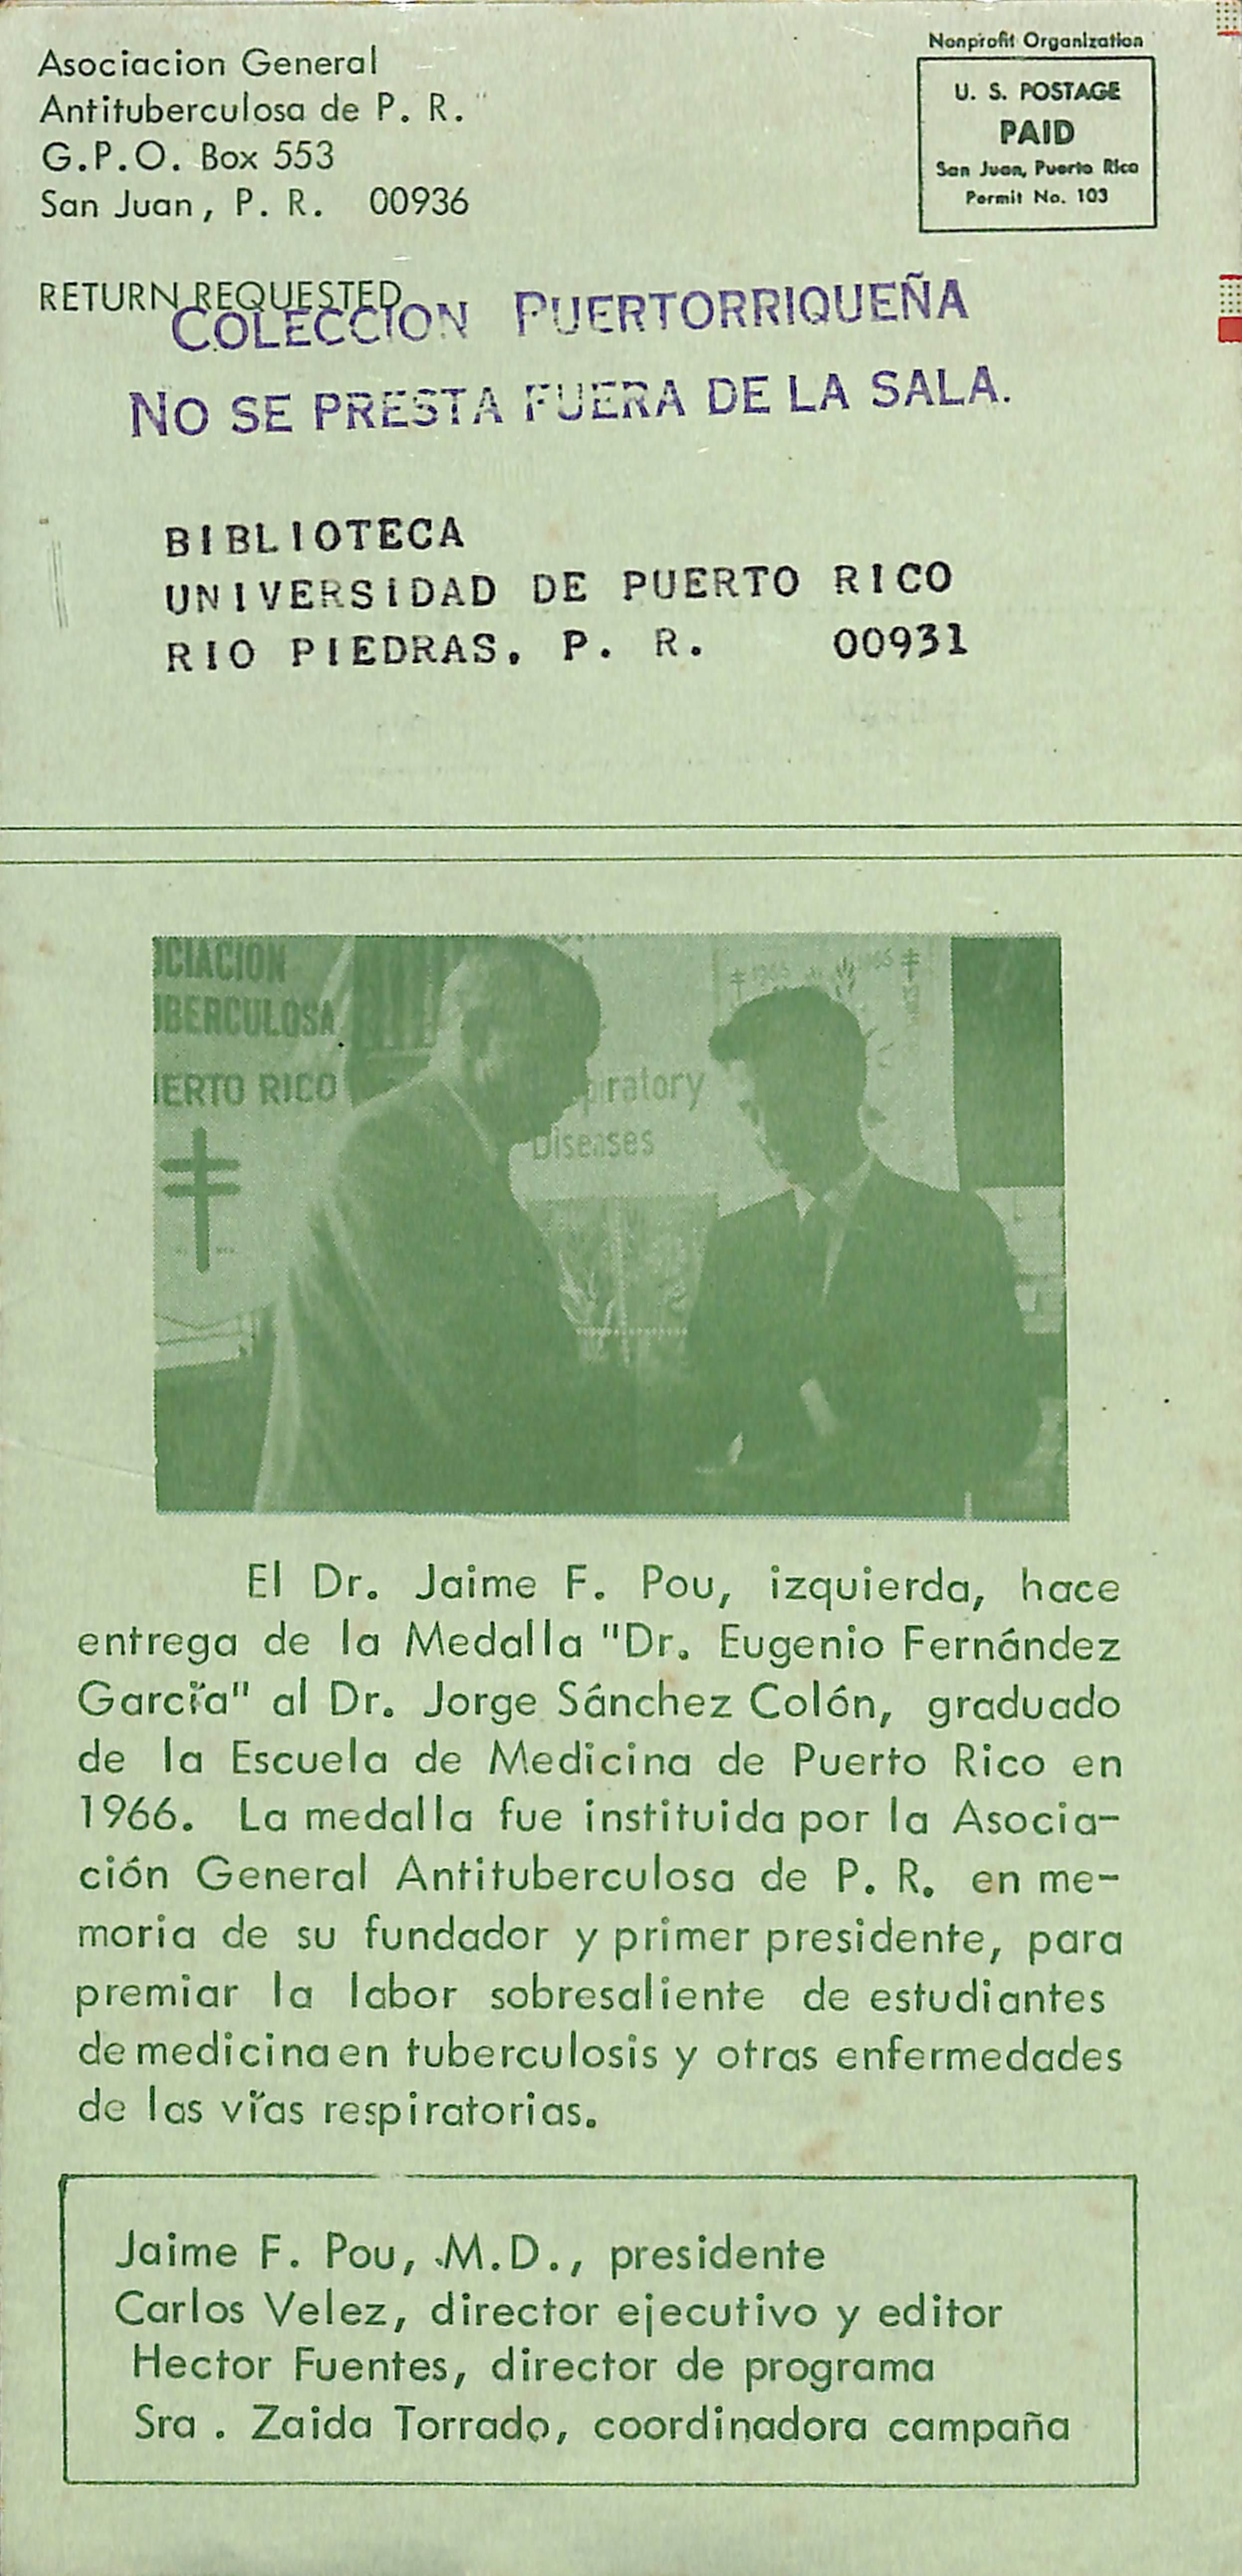 Asociacion General
Antituberculosa de P. R.
G.P.O. Box 553
San Juan, P. R. 00936
Nonprofit Organization
U. S. POSTAGE
PAID
San Juan, Puerto Rico
Permit No. 103
RETURN REQUESTED
COLECCION PUERTORRIQUEÑA
NO SE PRESTA FUERA DE LA SALA.
BIBLIOTECA
UNIVERSIDAD DE PUERTO RICO
RIO PIEDRAS, P. R. 00931
CIACION
BERCULOSA
ERTO RICO
iratory
Diseases
1965
El Dr. Jaime F. Pou, izquierda, hace
entrega de la Medalla "Dr. Eugenio Fernández
García" al Dr. Jorge Sánchez Colón, graduado
de la Escuela de Medicina de Puerto Rico en
1966. La medalla fue instituida por la Asocia-
ción General Antituberculosa de P. R. en me-
moria de su fundador y primer presidente, para
premiar la labor sobresaliente de estudiantes
de medicina en tuberculosis y otras enfermedades
de las vías respiratorias.
Jaime F. Pou, M.D., presidente
Carlos Velez, director ejecutivo y editor
Hector Fuentes, director de programa
Sra . Zaida Torrado, coordinadora campaña